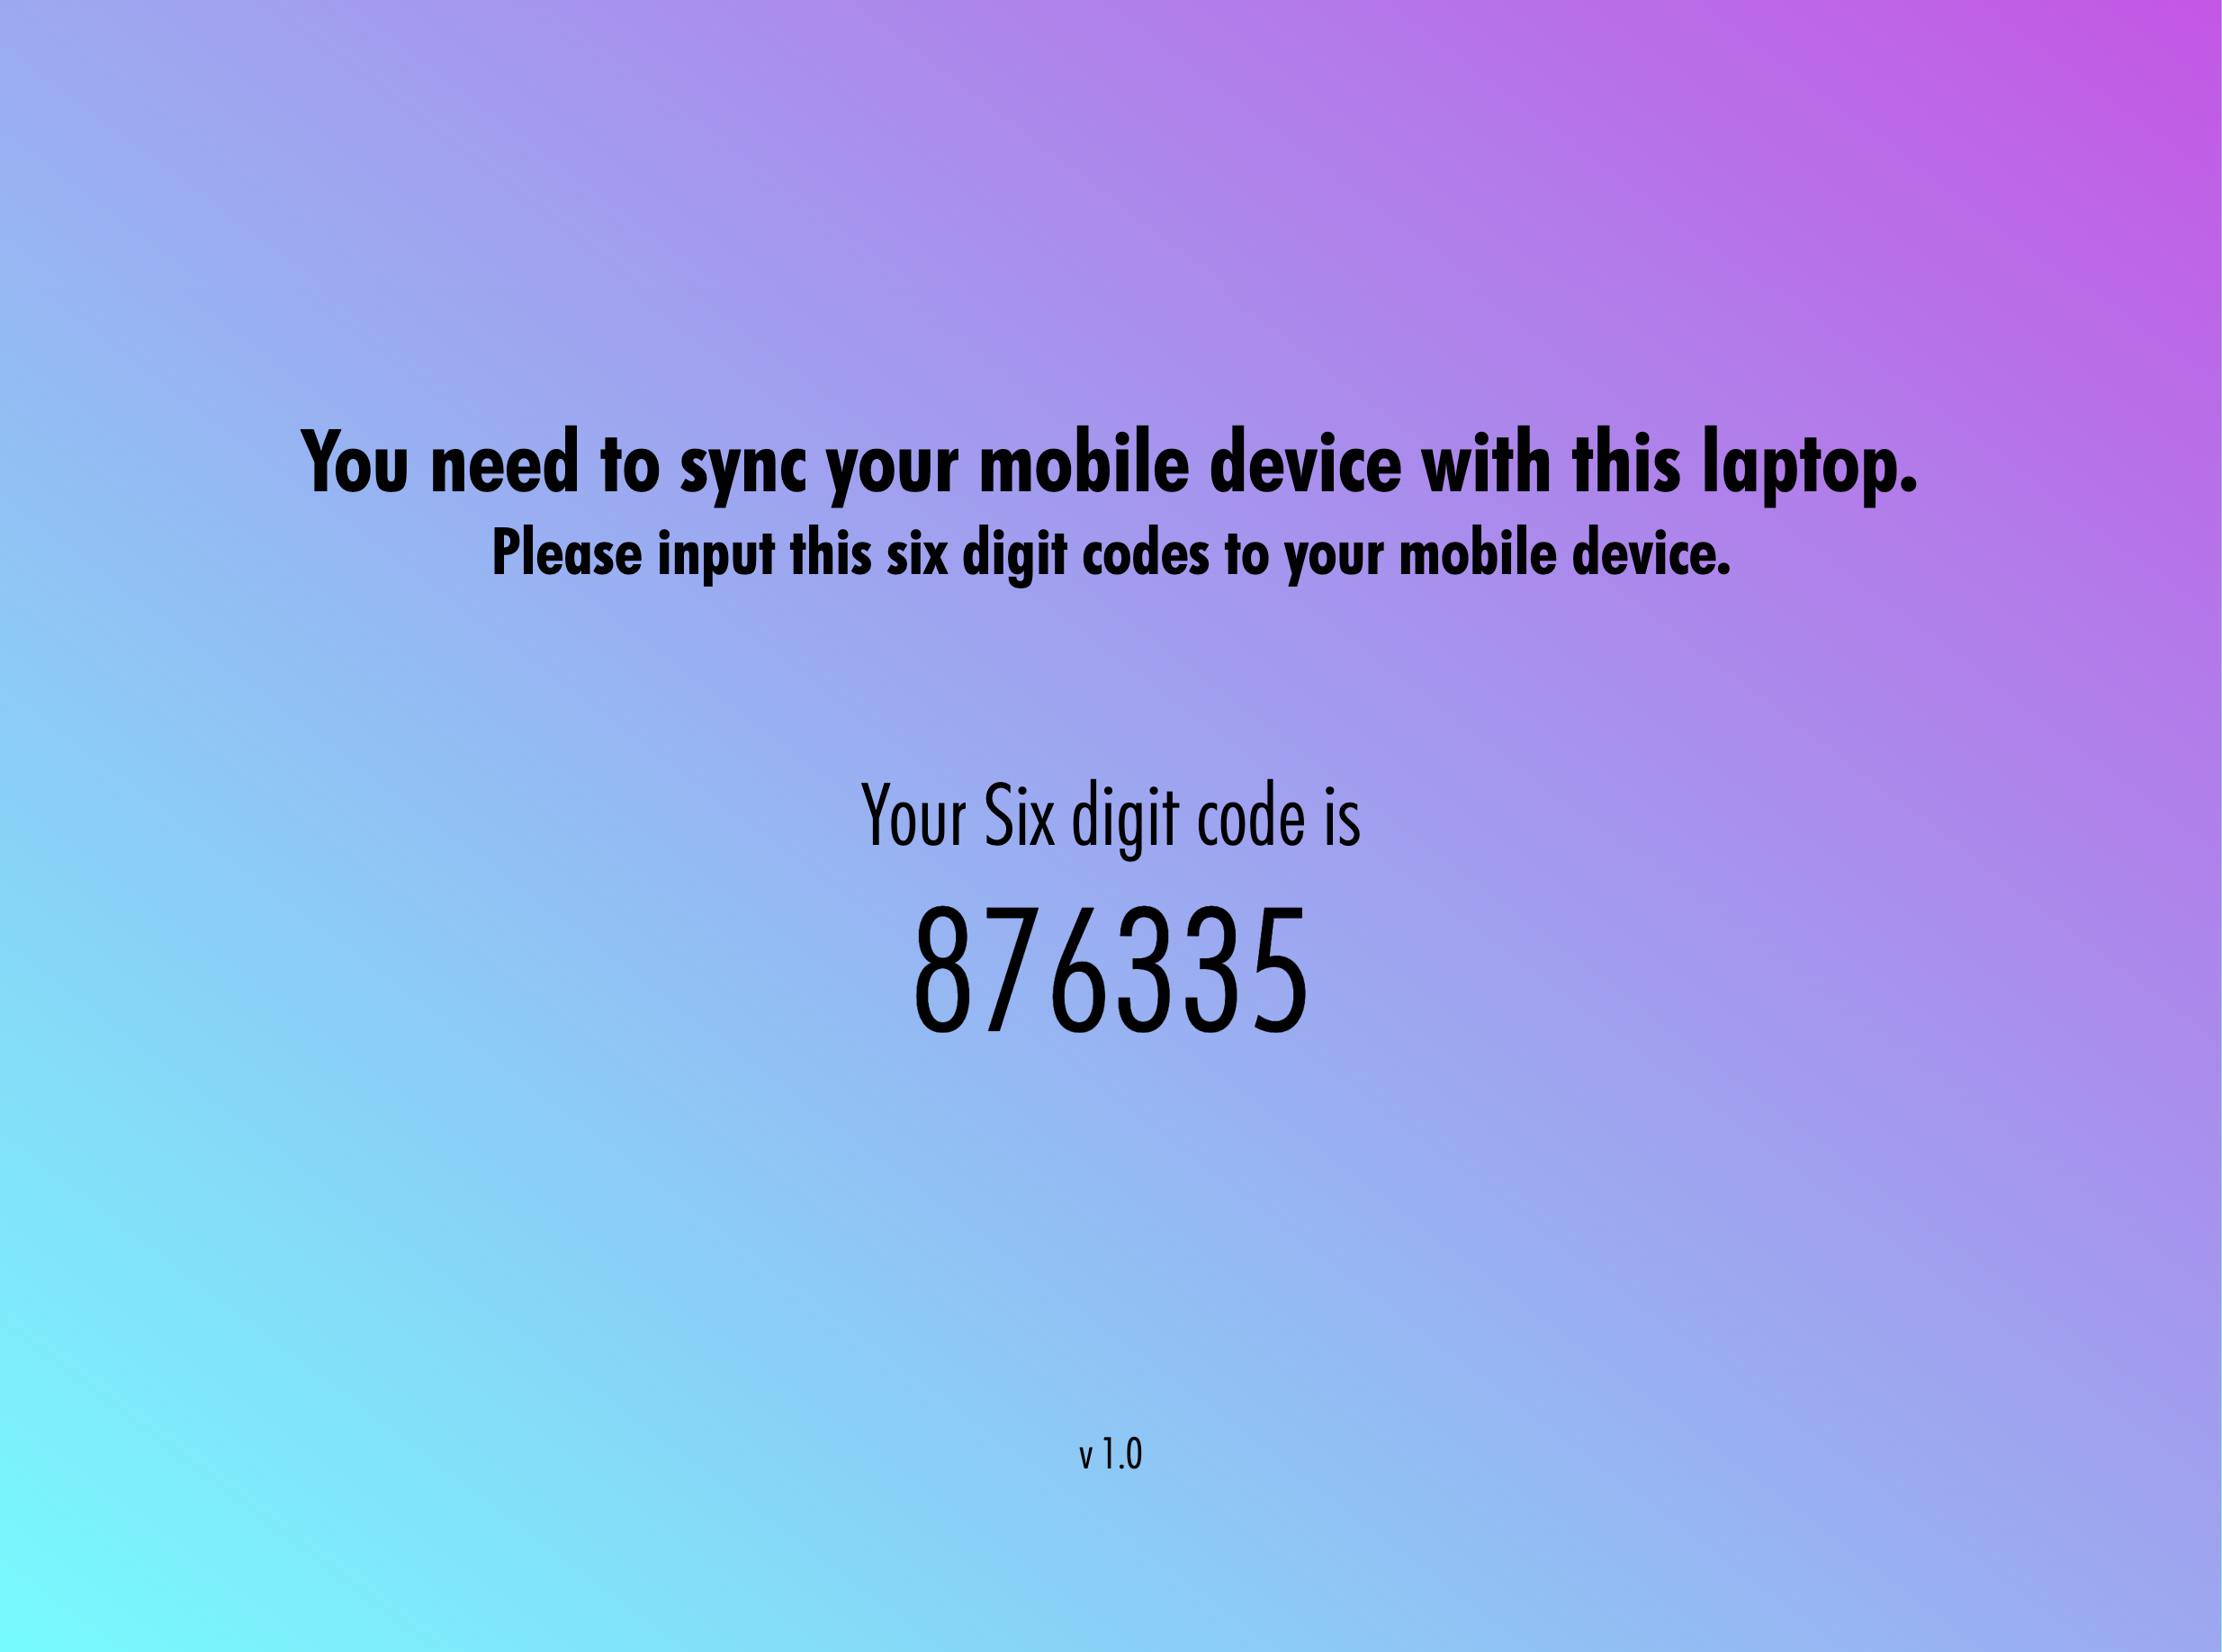 You need to sync your mobile device with this laptop.
Please input this six digit codes to your mobile device.
Your Six digit code is
876335
v 1.0